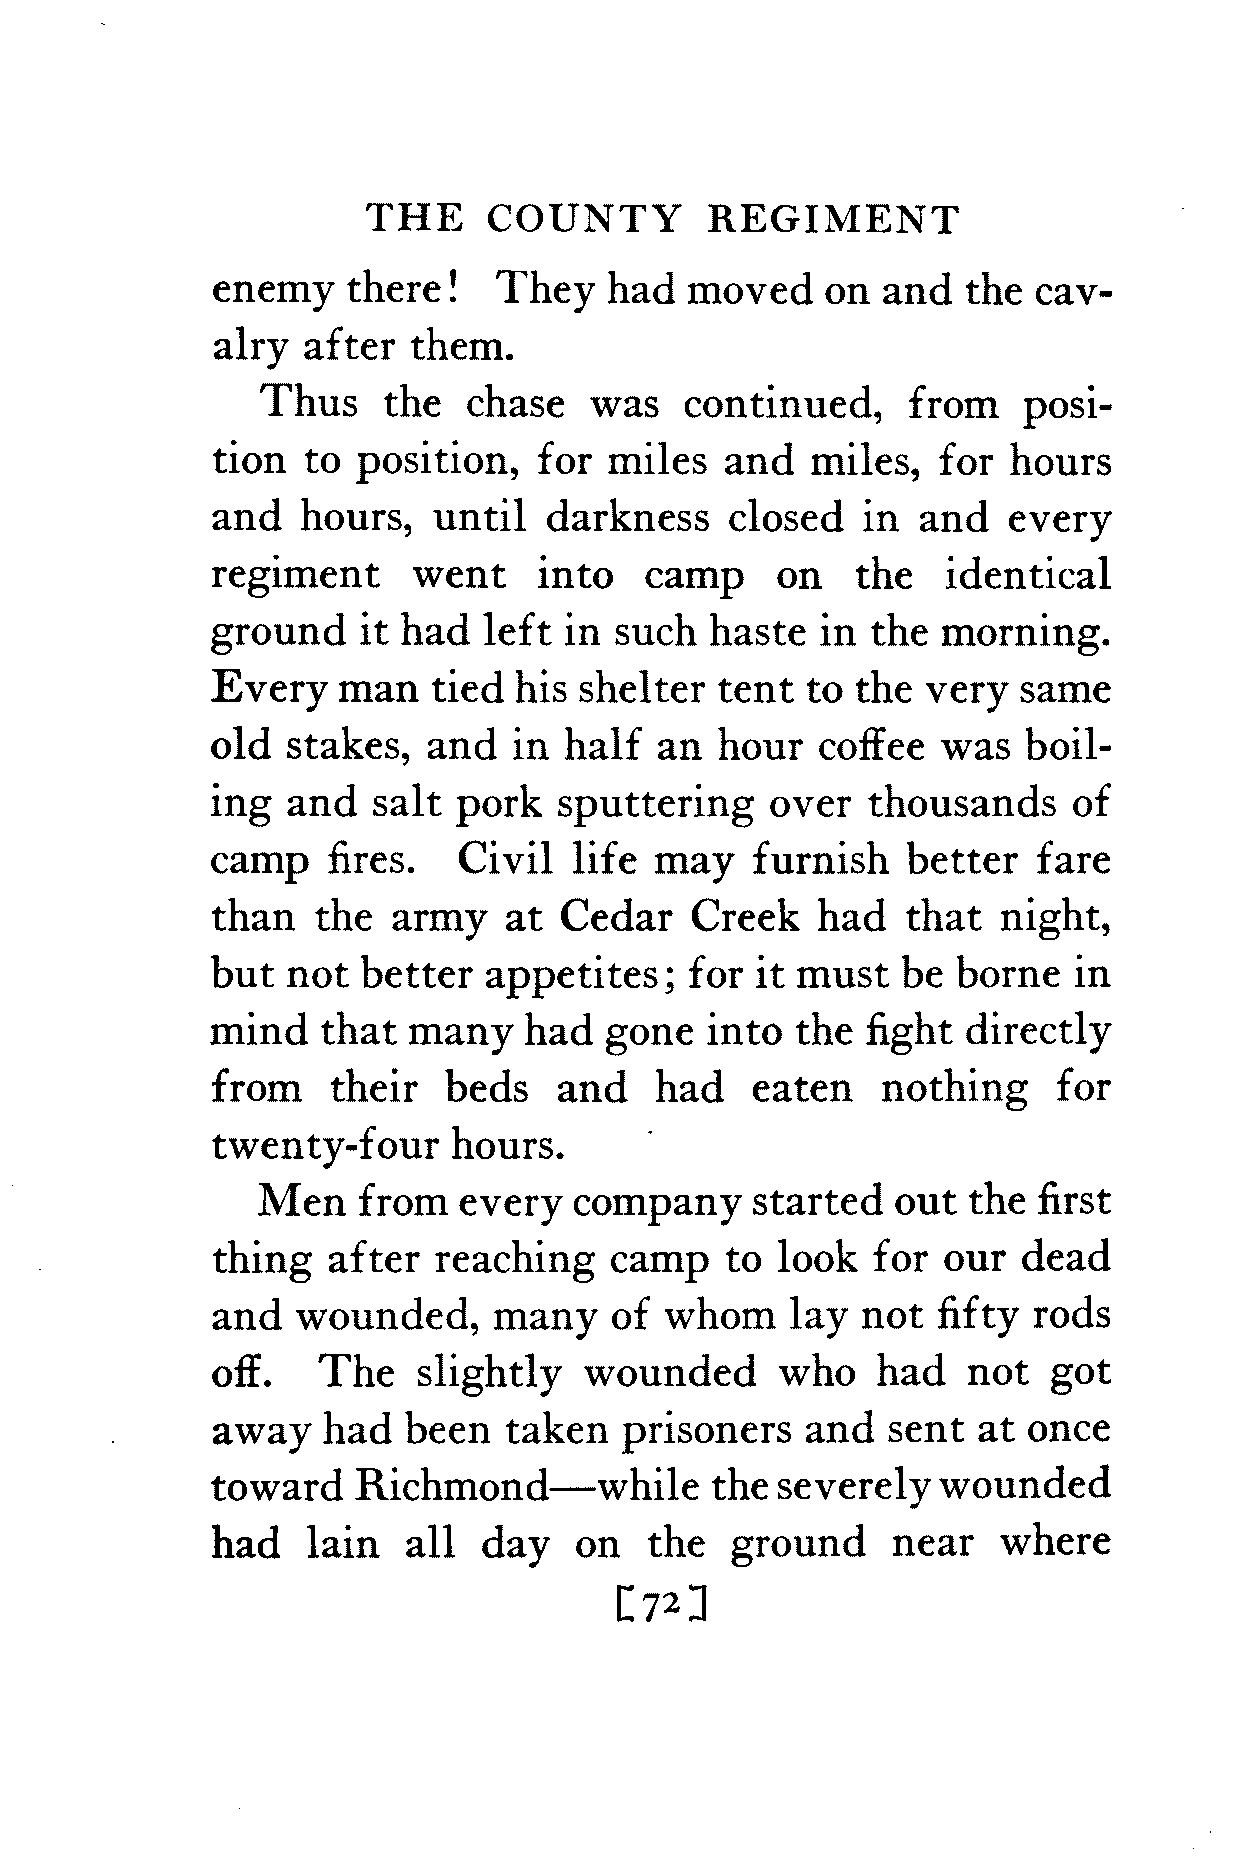 THE COUNTY REGIMENT
enemy there! They had moved on and the cav-
alry after them.
Thus the chase was continued, from posi-
tion to position, for miles and miles, for hours
and hours, until darkness closed in and every
regiment went into camp on the identical
ground it had left in such haste in the morning.
Every man tied his shelter tent to the very same
old stakes, and in half an hour coffee was boil-
ing and salt pork sputtering over thousands of
camp fires. Civil life may furnish better fare
than the army at Cedar Creek had that night,
but not better appetites; for it must be borne in
mind that many had gone into the fight directly
from their beds and had eaten nothing for
twenty-four hours.
Men from every company started out the first
thing after reaching camp to look for our dead
and wounded, many of whom lay not fifty rods
off. The slightly wounded who had not got
away had been taken prisoners and sent at once
toward Richmond—while the severely wounded
had lain all day on the ground near where
[72]